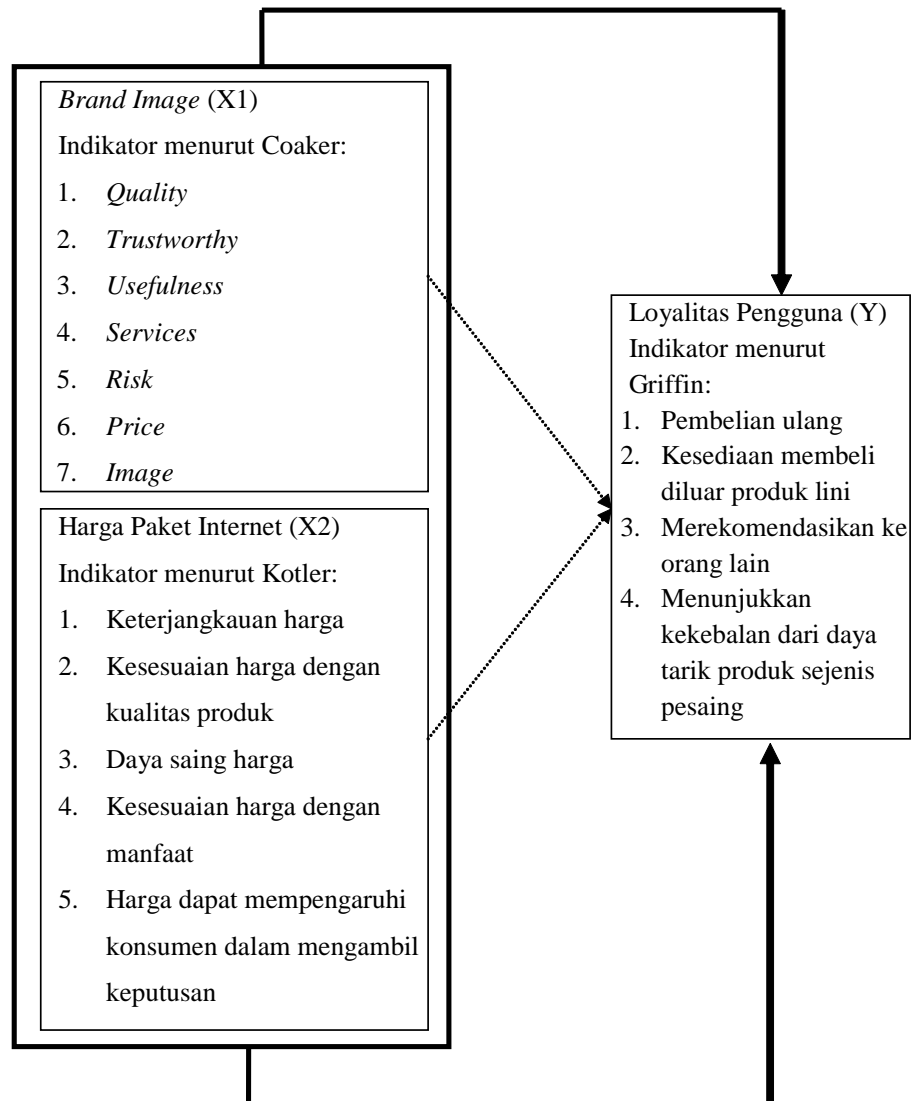 Brand Image (X1)
Indikator menurut Coaker:
1. Quality
2. Trustworthy
3. Usefulness
4. Services
5. Risk
6. Price
7. Image
Harga Paket Internet (X2)
Indikator menurut Kotler:
1. Keterjangkauan harga
2. Kesesuaian harga dengan
kualitas produk
3. Daya saing harga
4. Kesesuaian harga dengan
manfaat
5. Harga dapat mempengaruhi
konsumen dalam mengambil
keputusan
Loyalitas Pengguna (Y)
Indikator menurut
Griffin:
1. Pembelian ulang
2. Kesediaan membeli
diluar produk lini
3. Merekomendasikan ke
orang lain
4. Menunjukkan
kekebalan dari daya
tarik produk sejenis
pesaing